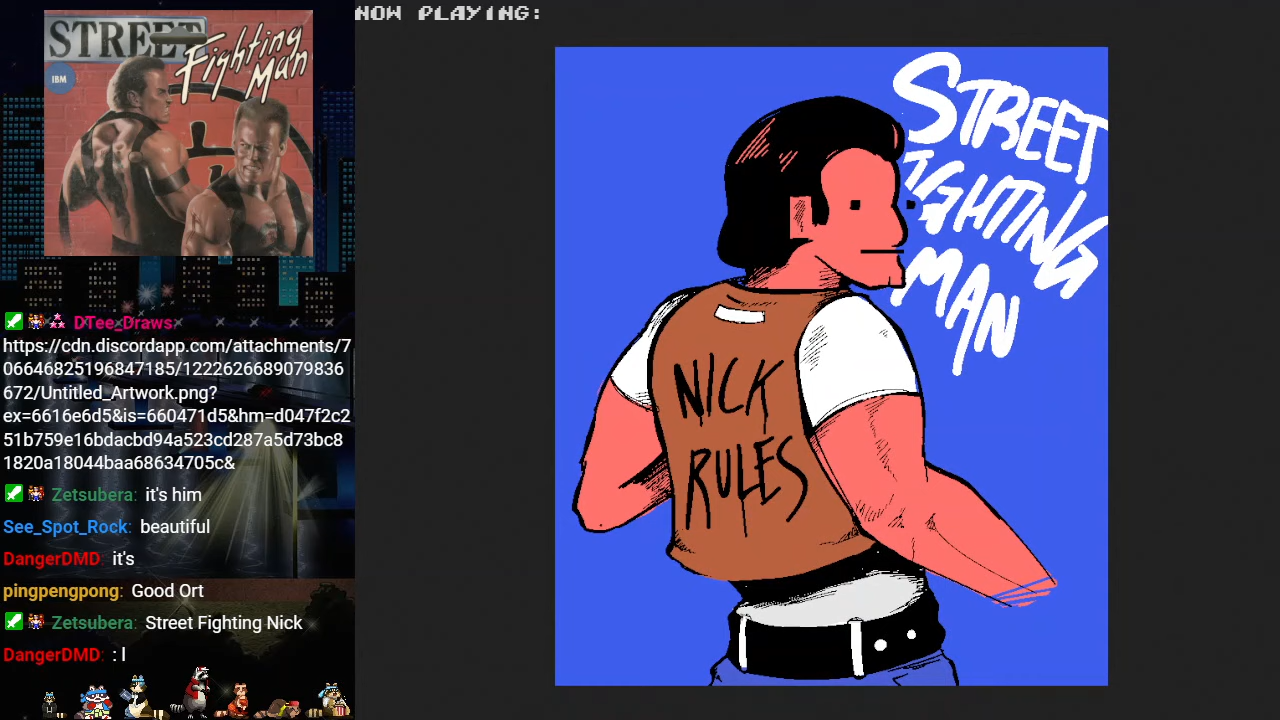 NOW PLAYING:
STREET
Fighting
Man
IBM
STREET
FIGHTING
MAN
NICK
RULES
DTee_Draws
https://cdn.discordapp.com/attachments/7
06646825196847185/1222626689079836
672/Untitled_Artwork.png?
ex=6616e6d5&is=660471d5&hm=d047f2c2
51b759e16bdacbd94a523cd287a5d73bc8
1820a18044baa68634705c&
Zetsubera: it's him
See_Spot_Rock: beautiful
DangerDMD: it's
pingpengpong: Good Ort
Zetsubera: Street Fighting Nick
DangerDMD: : l